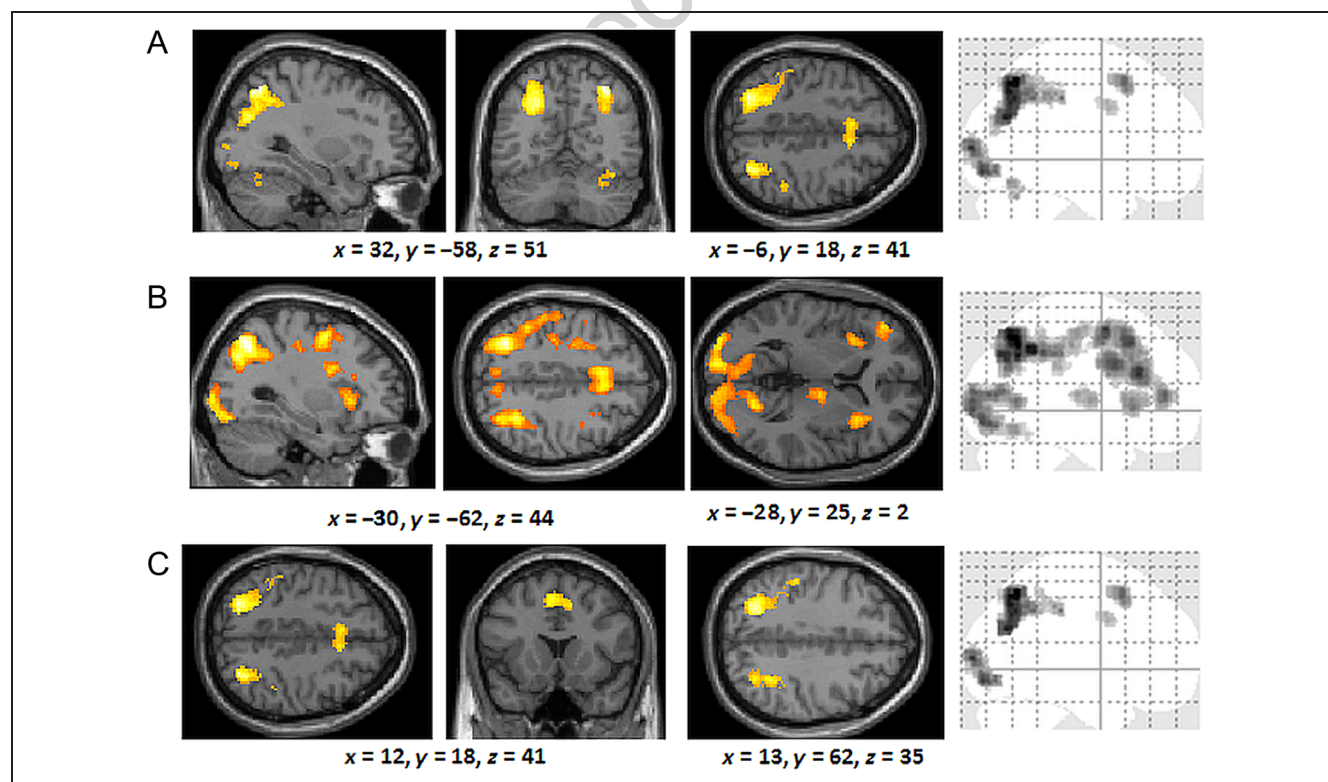 A
x = 32, y = –58, z = 51
x = –6, y = 18, z = 41
B
x = –30, y = –62, z = 44
x = –28, y = 25, z = 2
C
x = 12, y = 18, z = 41
x = 13, y = 62, z = 35